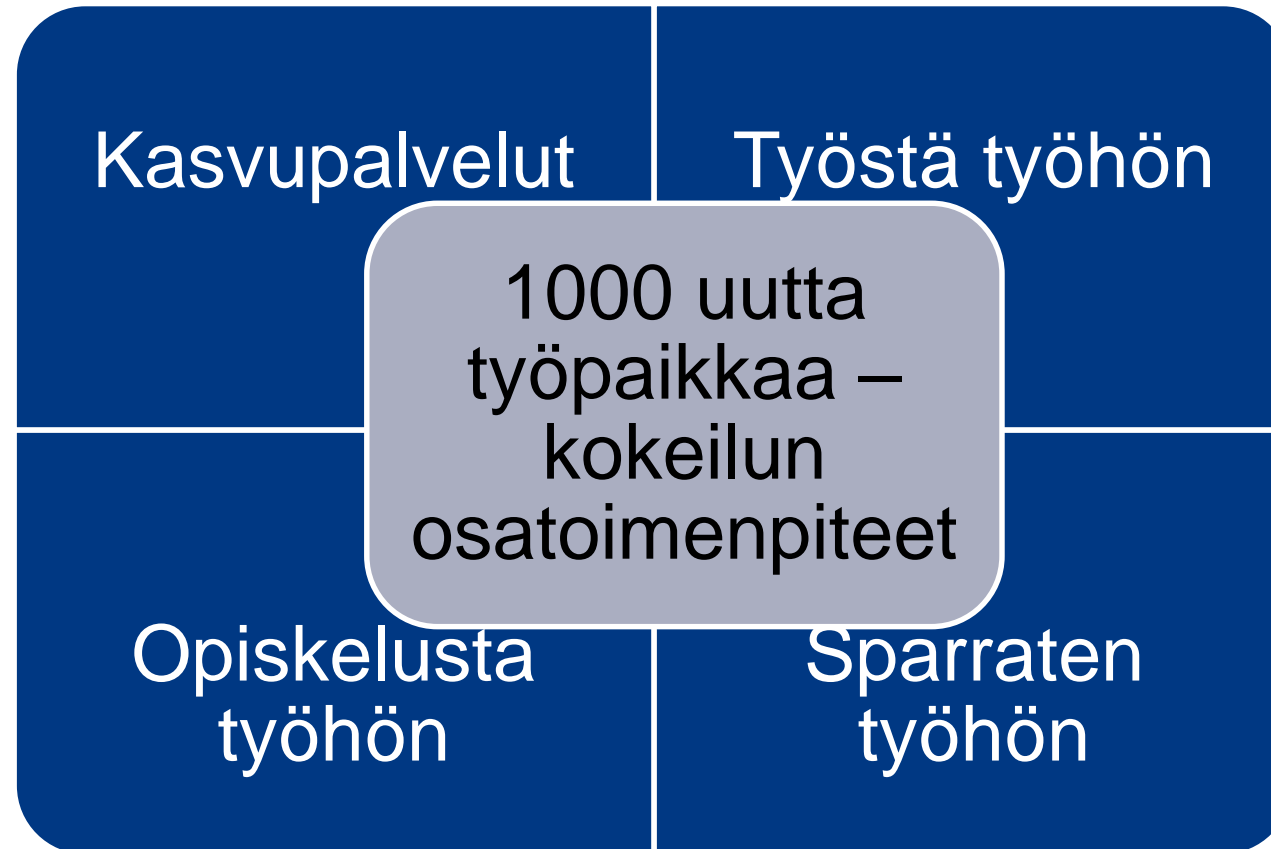 Kasvupalvelut
Työstä työhön
1000 uutta
työpaikkaa –
kokeilun
osatoimenpiteet
Opiskelusta
työhön
Sparraten
työhön